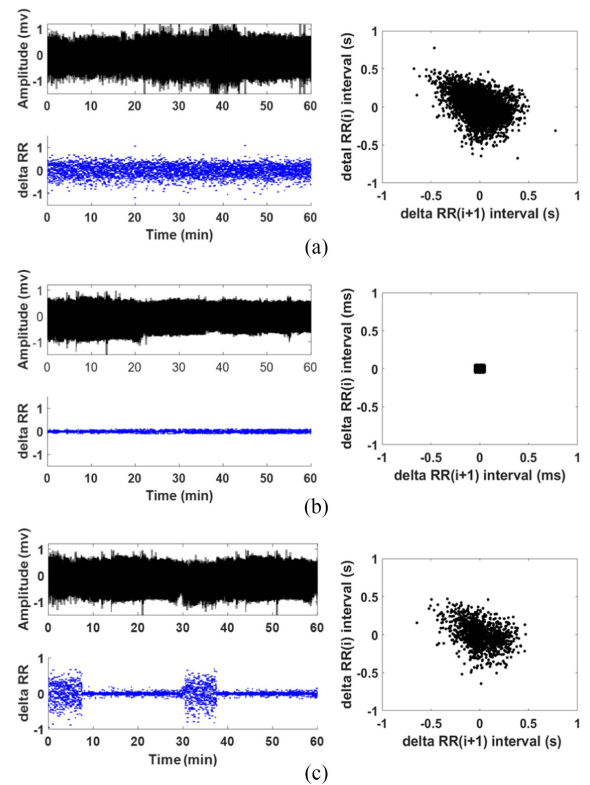 Amplitude (mv)
1
0
-1
0 10 20 30 40 50 60
delta RR
1
0
-1
0 10 20 30 40 50 60
Time (min)
detal RR(i) interval (s)
1
0.5
0
-0.5
-1
-1 -0.5 0 0.5 1
delta RR(i+1) interval (s)
(a)
Amplitude (mv)
1
0
-1
0 10 20 30 40 50 60
delta RR
1
0
-1
0 10 20 30 40 50 60
Time (min)
delta RR(i) interval (ms)
1
0.5
0
-0.5
-1
-1 -0.5 0 0.5 1
delta RR(i+1) interval (ms)
(b)
Amplitude (mv)
1
0
-1
0 10 20 30 40 50 60
delta RR
1
0
-1
0 10 20 30 40 50 60
Time (min)
delta RR(i) interval (s)
1
0.5
0
-0.5
-1
-1 -0.5 0 0.5 1
delta RR(i+1) interval (s)
(c)